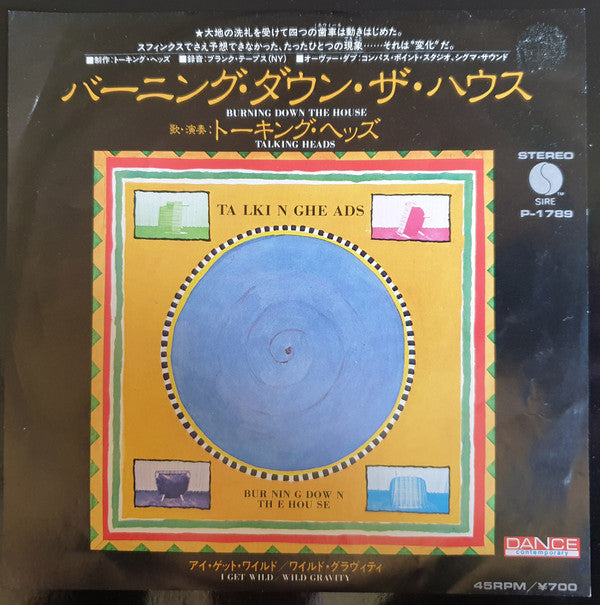 ★大地の洗礼を受けて四つの歯車は動きはじめた。
スフィンクスでさえ予想できなかった、たったひとつの現象……それは"変化"だ。
■制作:トーキング・ヘッズ ■録音:ブランク・テープス(NY) ■オーヴァー・ダブ:コンパス・ポイント・スタジオ、シグマ・サウンド
バーニング・ダウン・ザ・ハウス
BURNING DOWN THE HOUSE
歌・演奏:トーキング・ヘッズ
TALKING HEADS
STEREO
SIRE
TM
P-1789
TA LKI N GHE ADS
BUR NIN G DOW N
TH E HOU SE
DANCE
contemporary
アイ・ゲット・ワイルド/ワイルド・グラヴィティ
I GET WILD / WILD GRAVITY
45RPM/¥700